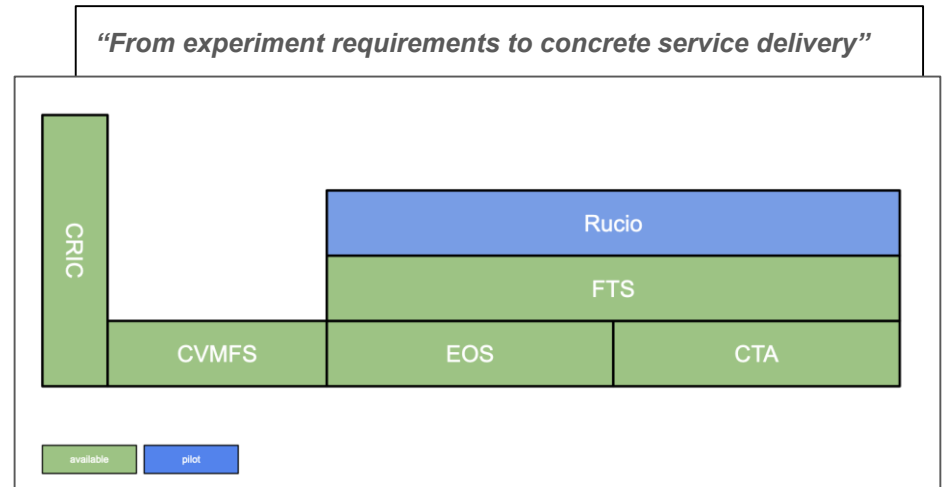 “From experiment requirements to concrete service delivery”
CRIC
Rucio
FTS
CVMFS
EOS
CTA
available
pilot